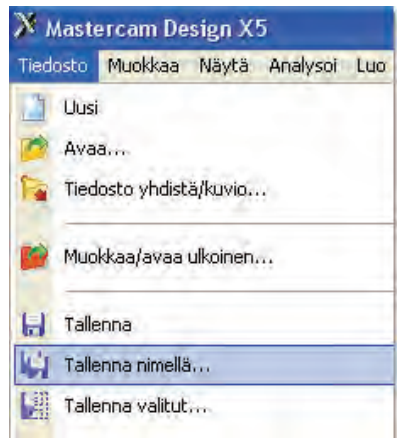 Mastercam Design X5
Tiedosto Muokkaa Näytä Analysoi Luo
Uusi
Avaa...
Tiedosto yhdistä/kuvio...
Muokkaa/avaa ulkoinen...
Tallenna
Tallenna nimellä...
Tallenna valitut...